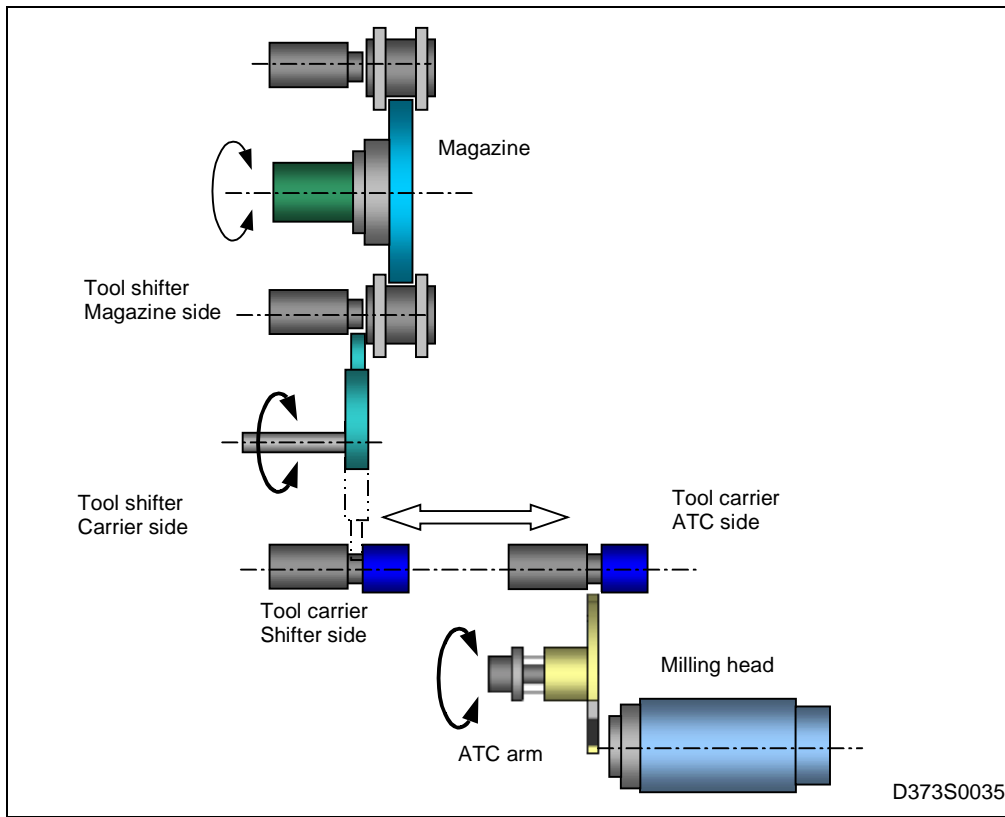 Magazine
Tool shifter
Magazine side
Tool shifter
Carrier side
Tool carrier
ATC side
Tool carrier
Shifter side
Milling head
ATC arm
D373S0035